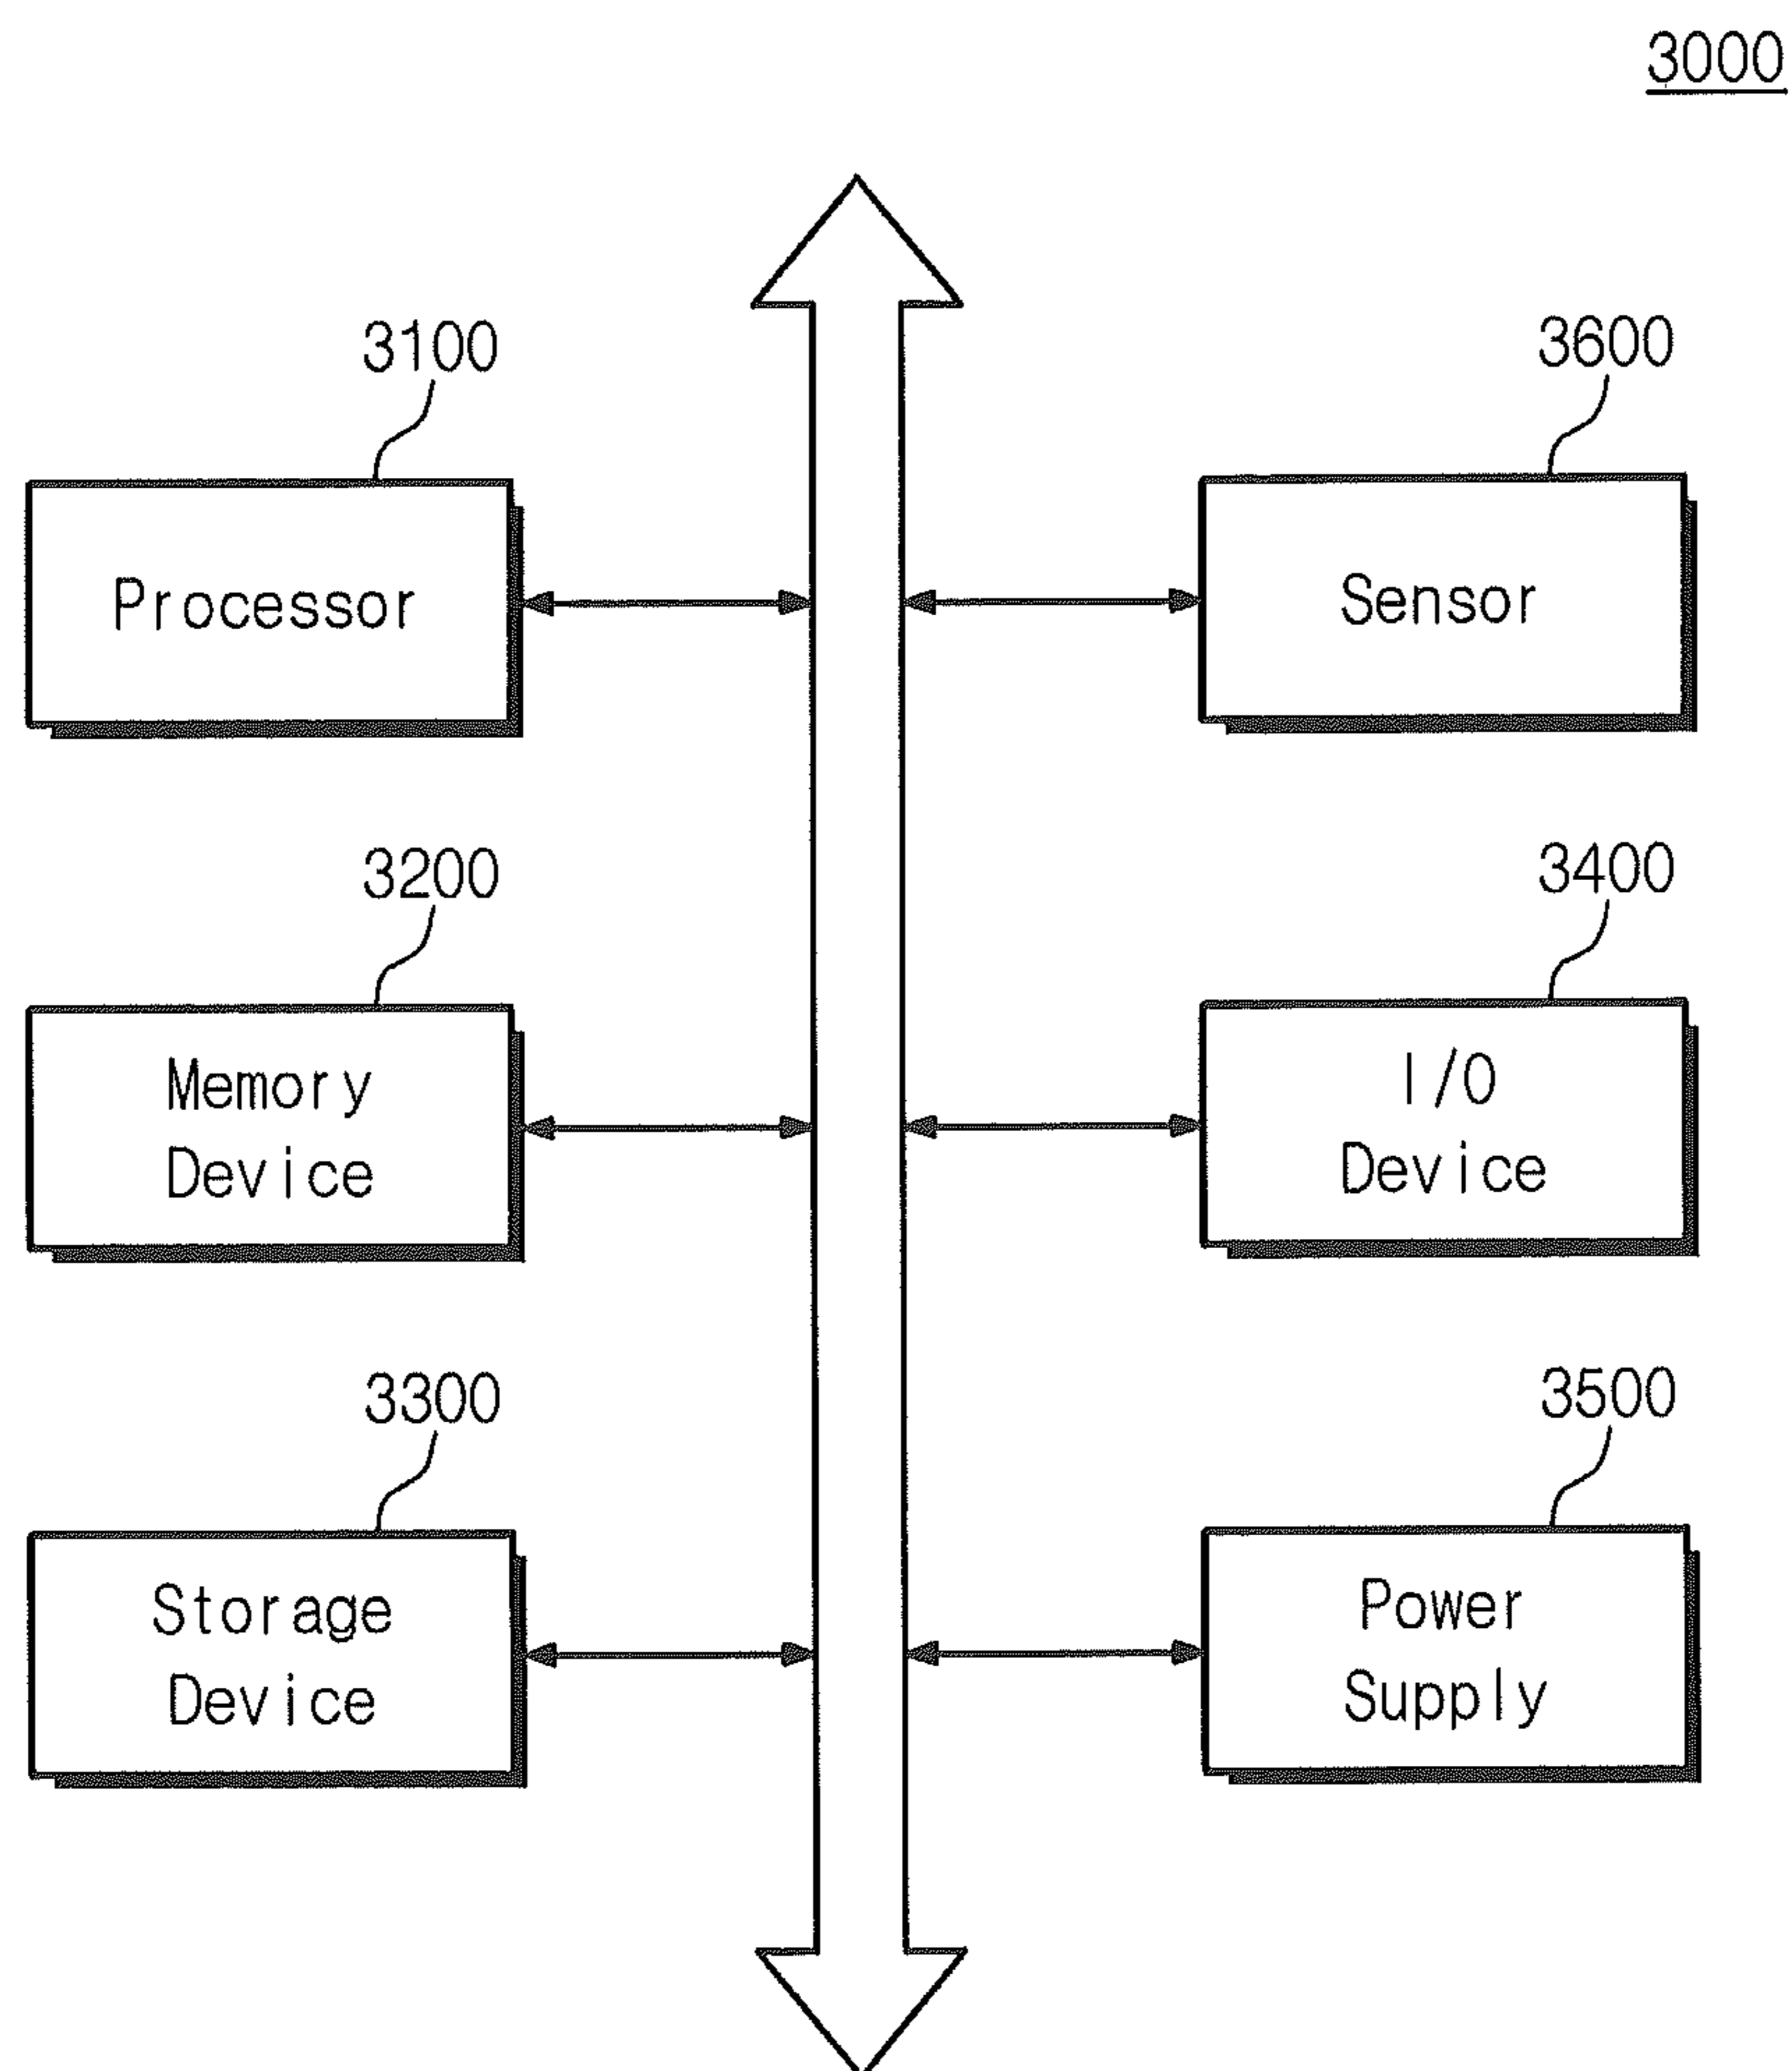 3000
3100
Processor
3600
Sensor
3200
Memory
Device
3400
I/O
Device
3300
Storage
Device
3500
Power
Supply